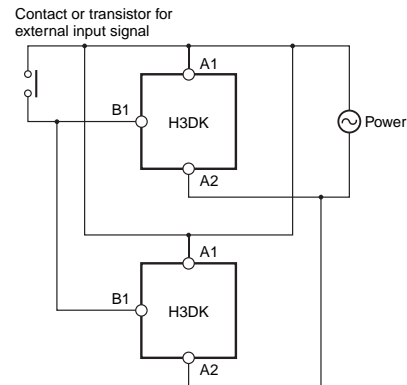 Contact or transistor for
external input signal
A1
B1
H3DK
Power
A2
A1
B1
H3DK
A2